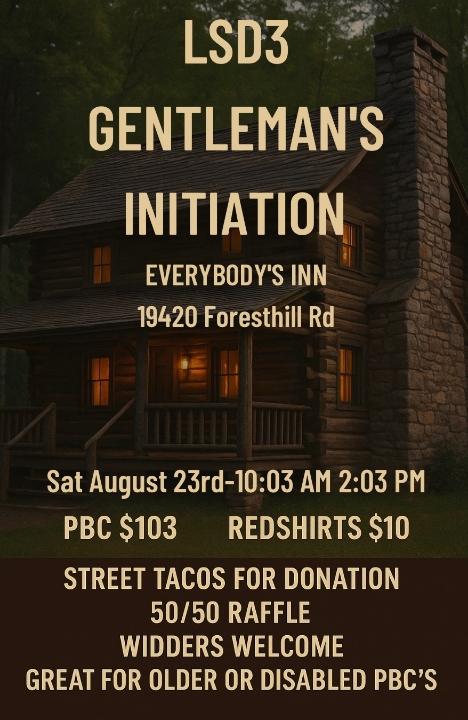 LSD3
GENTLEMAN'S
INITIATION
EVERYBODY'S INN
19420 Foresthill Rd
Sat August 23rd-10:03 AM 2:03 PM
PBC $103 REDSHIRTS $10
STREET TACOS FOR DONATION
50/50 RAFFLE
WIDDERS WELCOME
GREAT FOR OLDER OR DISABLED PBC'S